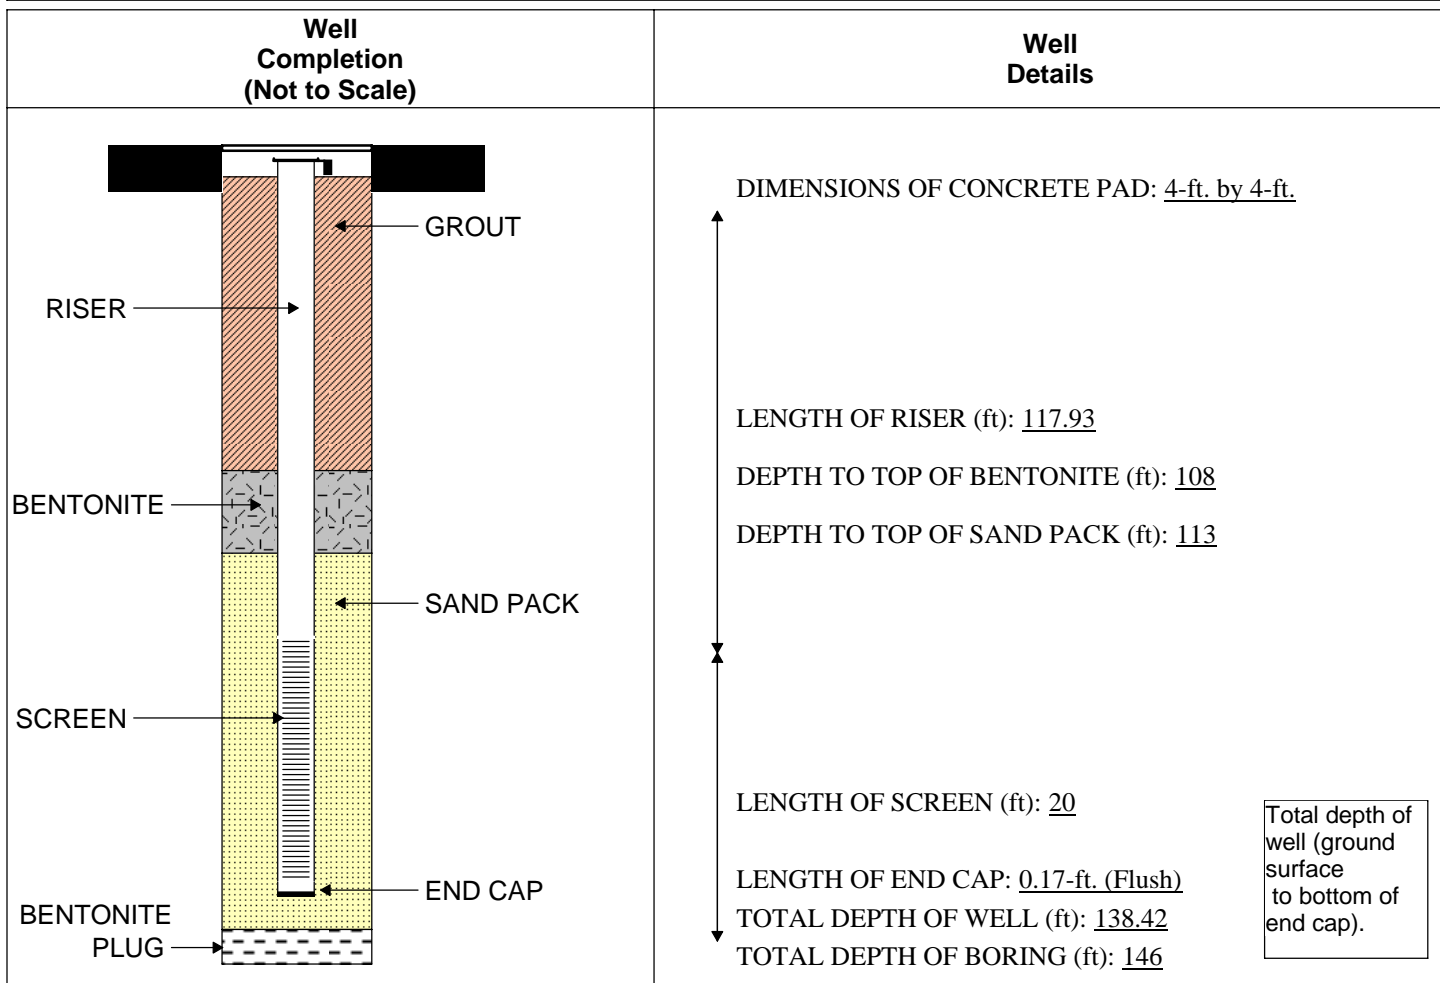 Well
Completion
(Not to Scale)
Well
Details
GROUT
RISER
BENTONITE
SAND PACK
SCREEN
END CAP
BENTONITE
PLUG
DIMENSIONS OF CONCRETE PAD: 4-ft. by 4-ft.
LENGTH OF RISER (ft): 117.93
DEPTH TO TOP OF BENTONITE (ft): 108
DEPTH TO TOP OF SAND PACK (ft): 113
LENGTH OF SCREEN (ft): 20
LENGTH OF END CAP: 0.17-ft. (Flush)
TOTAL DEPTH OF WELL (ft): 138.42
TOTAL DEPTH OF BORING (ft): 146
Total depth of
well (ground
surface
to bottom of
end cap).